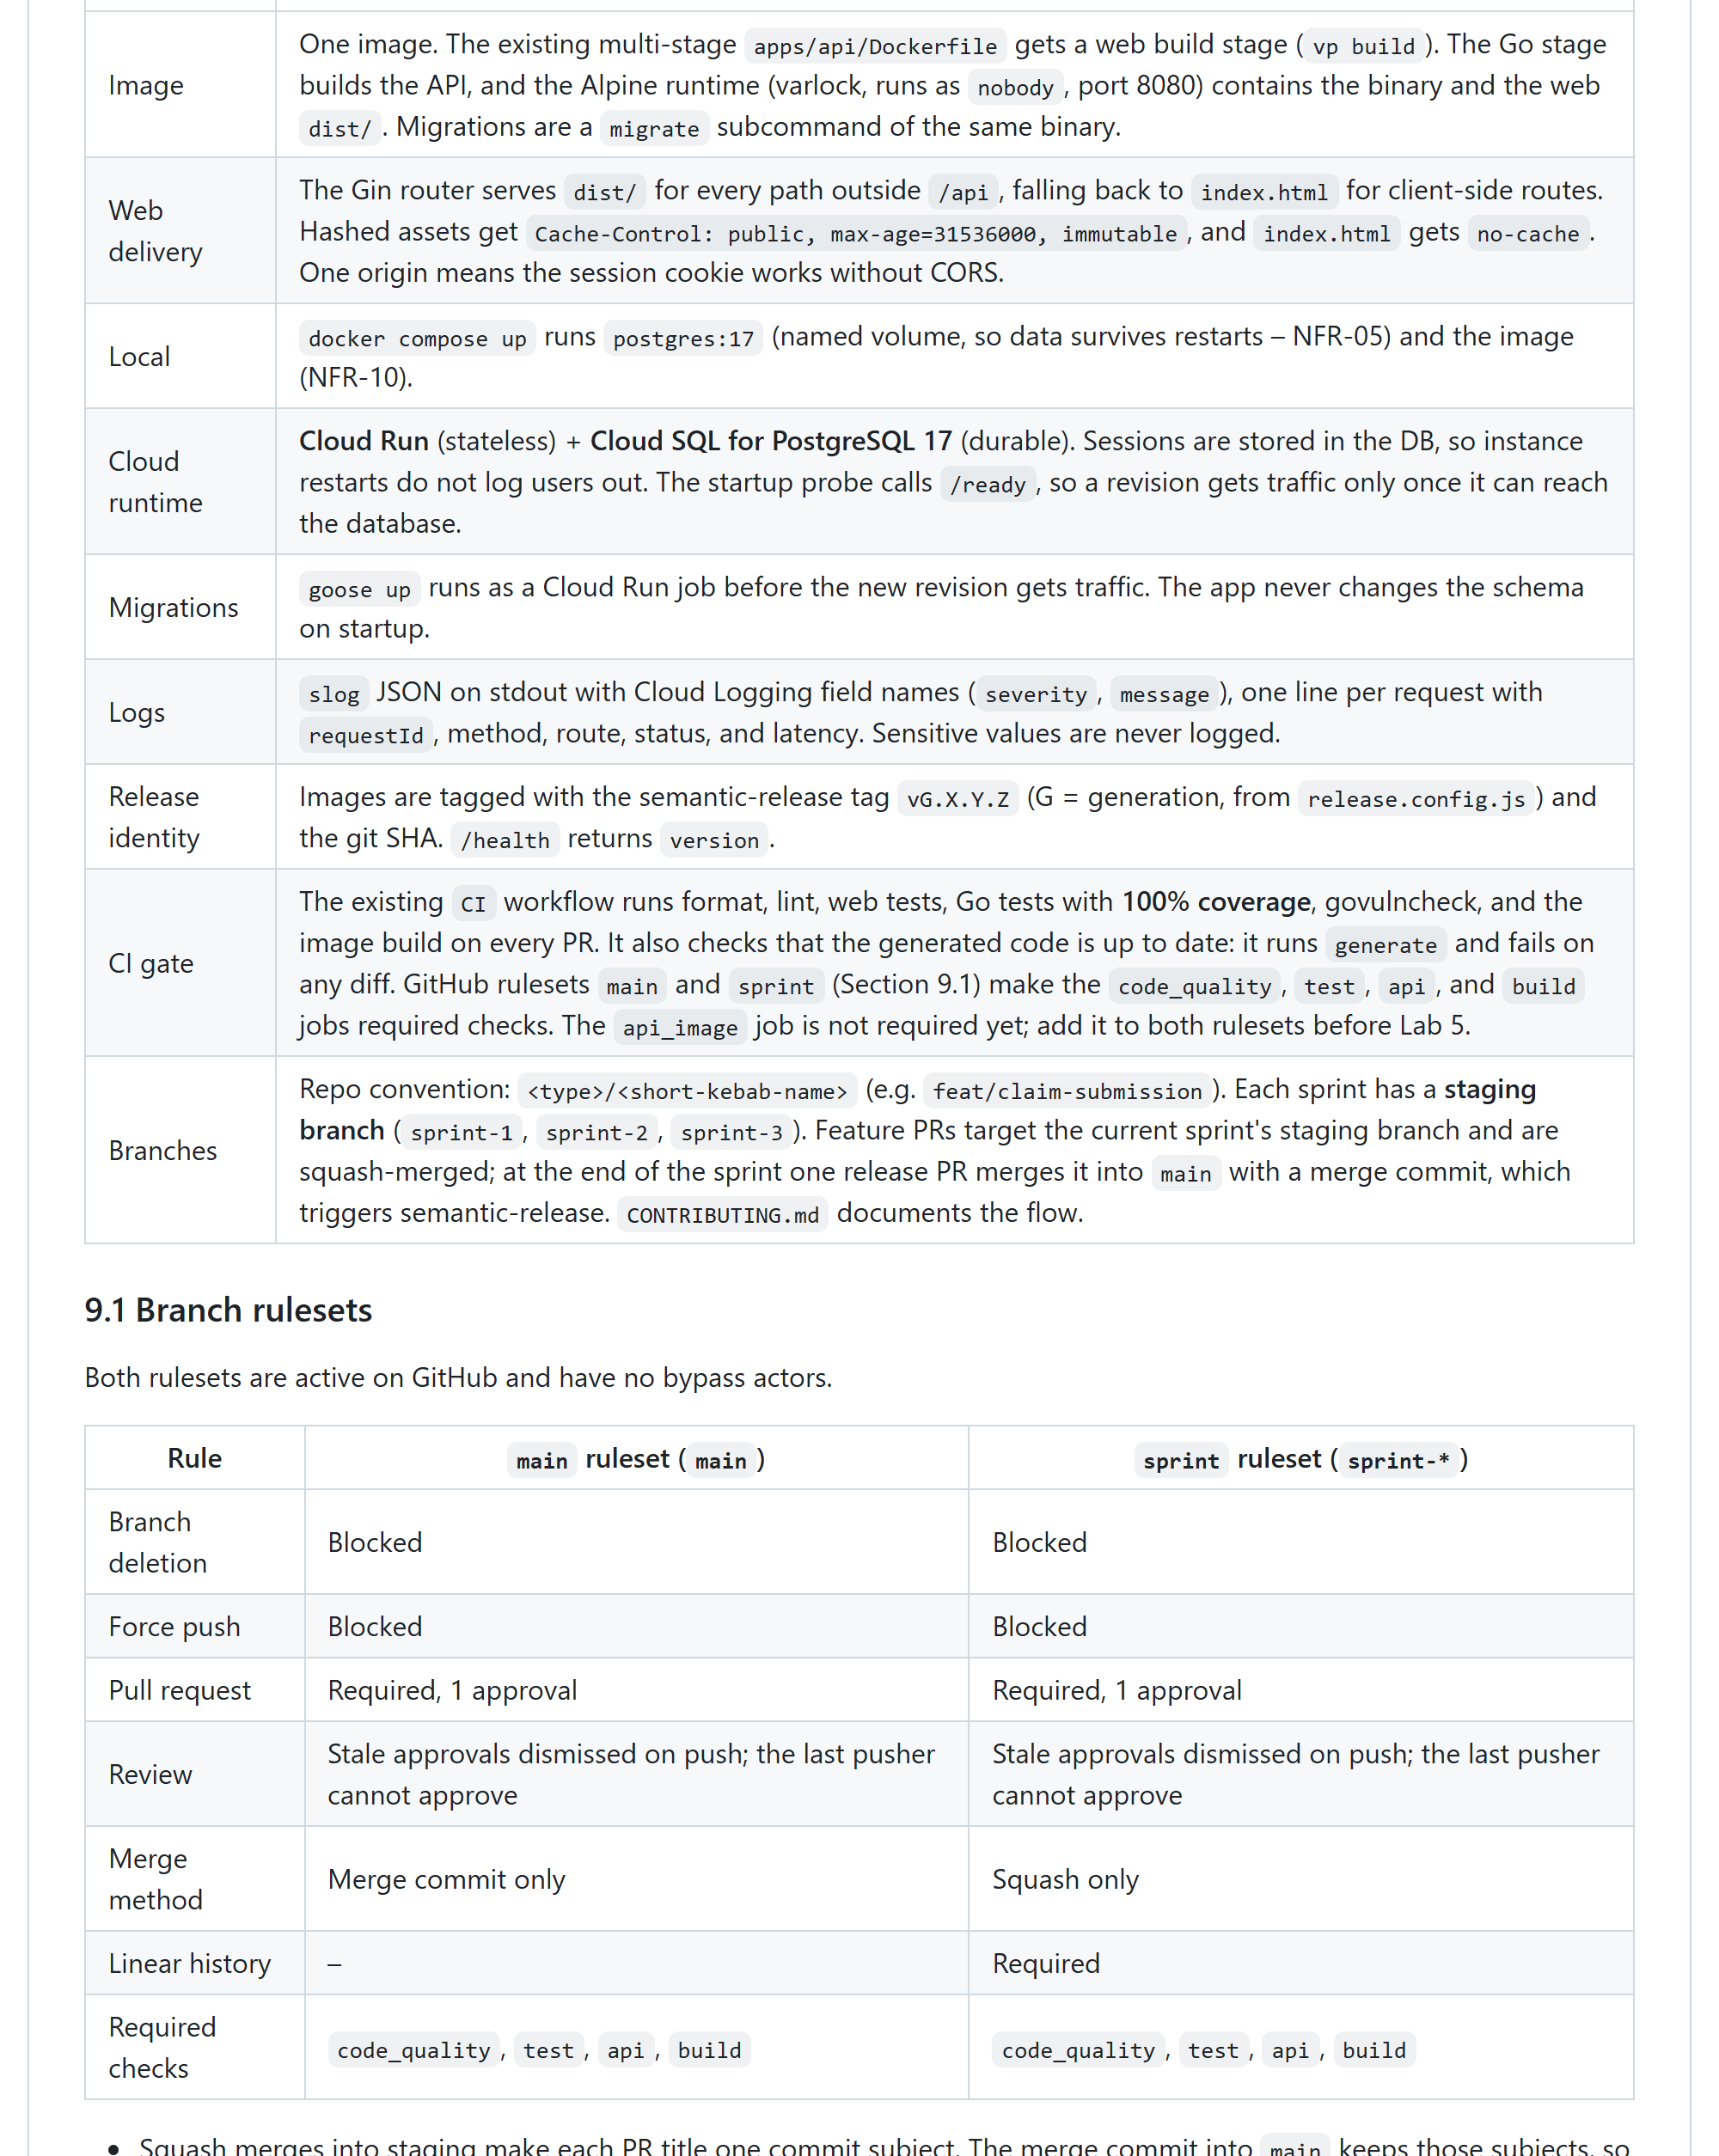 Image
One image. The existing multi-stage apps/api/Dockerfile gets a web build stage ( vp build ). The Go stage
builds the API, and the Alpine runtime (varlock, runs as nobody , port 8080) contains the binary and the web
dist/ . Migrations are a migrate subcommand of the same binary.
Web
delivery
The Gin router serves dist/ for every path outside /api , falling back to index.html for client-side routes.
Hashed assets get Cache-Control: public, max-age=31536000, immutable , and index.html gets no-cache .
One origin means the session cookie works without CORS.
Local
docker compose up runs postgres:17 (named volume, so data survives restarts – NFR-05) and the image
(NFR-10).
Cloud
runtime
Cloud Run (stateless) + Cloud SQL for PostgreSQL 17 (durable). Sessions are stored in the DB, so instance
restarts do not log users out. The startup probe calls /ready , so a revision gets traffic only once it can reach
the database.
Migrations
goose up runs as a Cloud Run job before the new revision gets traffic. The app never changes the schema
on startup.
Logs
slog JSON on stdout with Cloud Logging field names ( severity , message ), one line per request with
requestId , method, route, status, and latency. Sensitive values are never logged.
Release
identity
Images are tagged with the semantic-release tag vG.X.Y.Z (G = generation, from release.config.js ) and
the git SHA. /health returns version .
CI gate
The existing CI workflow runs format, lint, web tests, Go tests with 100% coverage, govulncheck, and the
image build on every PR. It also checks that the generated code is up to date: it runs generate and fails on
any diff. GitHub rulesets main and sprint (Section 9.1) make the code_quality , test , api , and build
jobs required checks. The api_image job is not required yet; add it to both rulesets before Lab 5.
Branches
Repo convention: <type>/<short-kebab-name> (e.g. feat/claim-submission ). Each sprint has a staging
branch ( sprint-1 , sprint-2 , sprint-3 ). Feature PRs target the current sprint's staging branch and are
squash-merged; at the end of the sprint one release PR merges it into main with a merge commit, which
triggers semantic-release. CONTRIBUTING.md documents the flow.
9.1 Branch rulesets
Both rulesets are active on GitHub and have no bypass actors.
Rule main ruleset ( main ) sprint ruleset ( sprint-* )
Branch
deletion
Blocked Blocked
Force push Blocked Blocked
Pull request Required, 1 approval Required, 1 approval
Review
Stale approvals dismissed on push; the last pusher
cannot approve
Stale approvals dismissed on push; the last pusher
cannot approve
Merge
method
Merge commit only Squash only
Linear history – Required
Required
checks
code_quality , test , api , build code_quality , test , api , build
• Squash merges into staging make each PR title one commit subject. The merge commit into main keeps those subjects, so